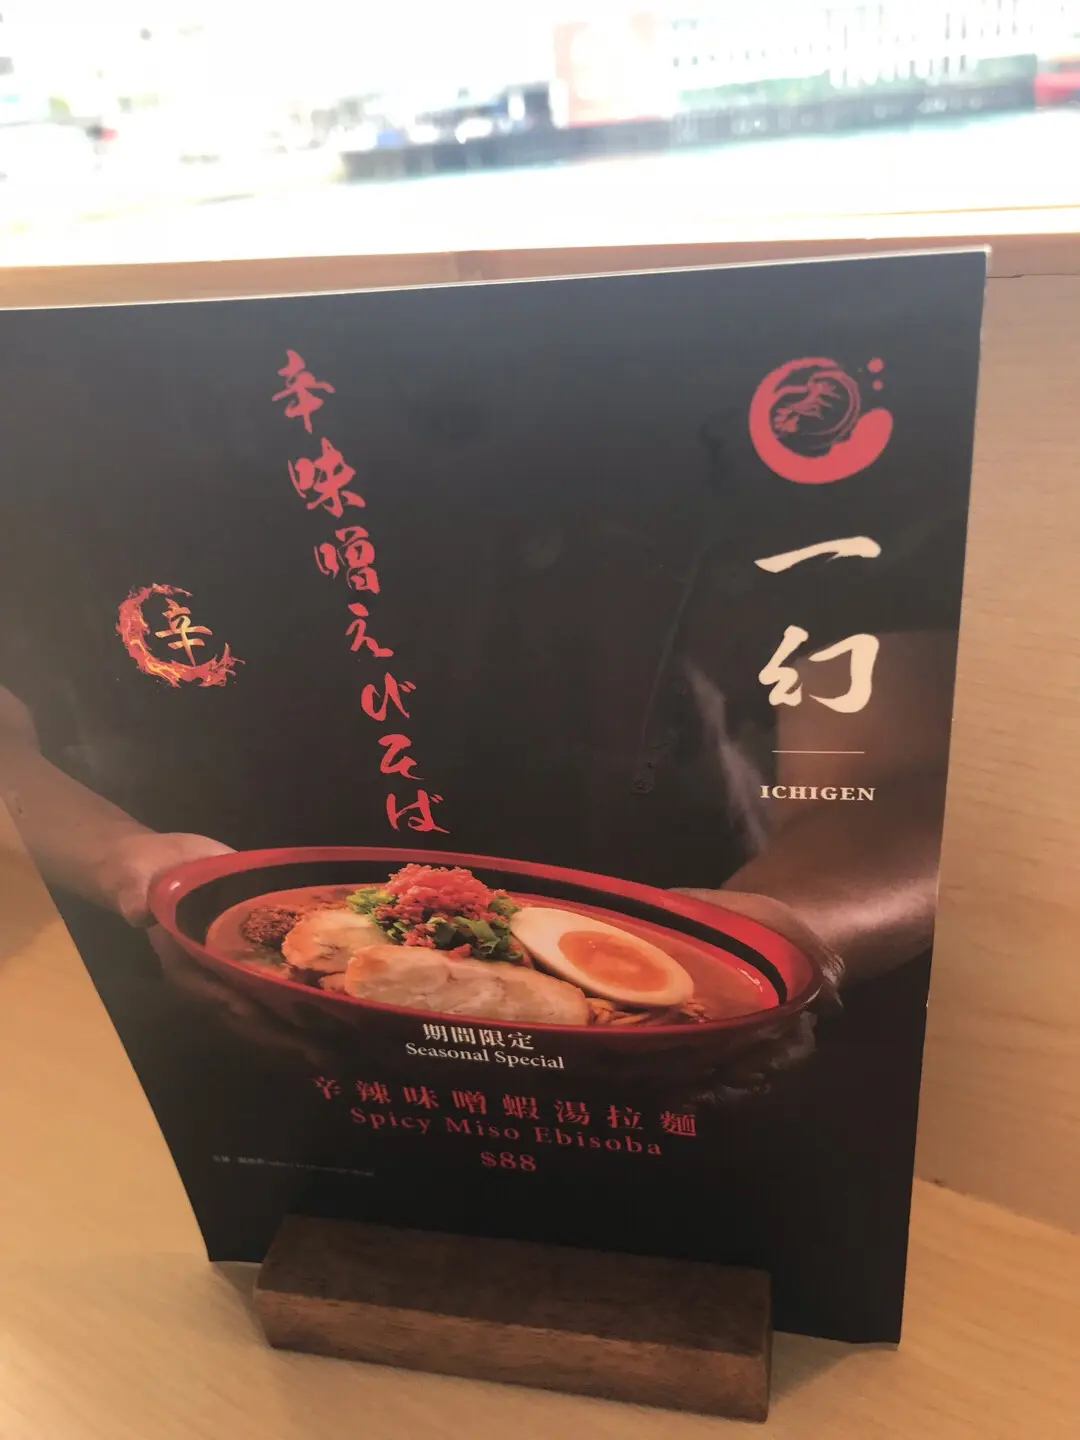 辛味噌えびそば
辛
一幻
ICHIGEN
期間限定
Seasonal Special
辛辣味噌蝦湯拉麵
Spicy Miso Ebisoba
$88